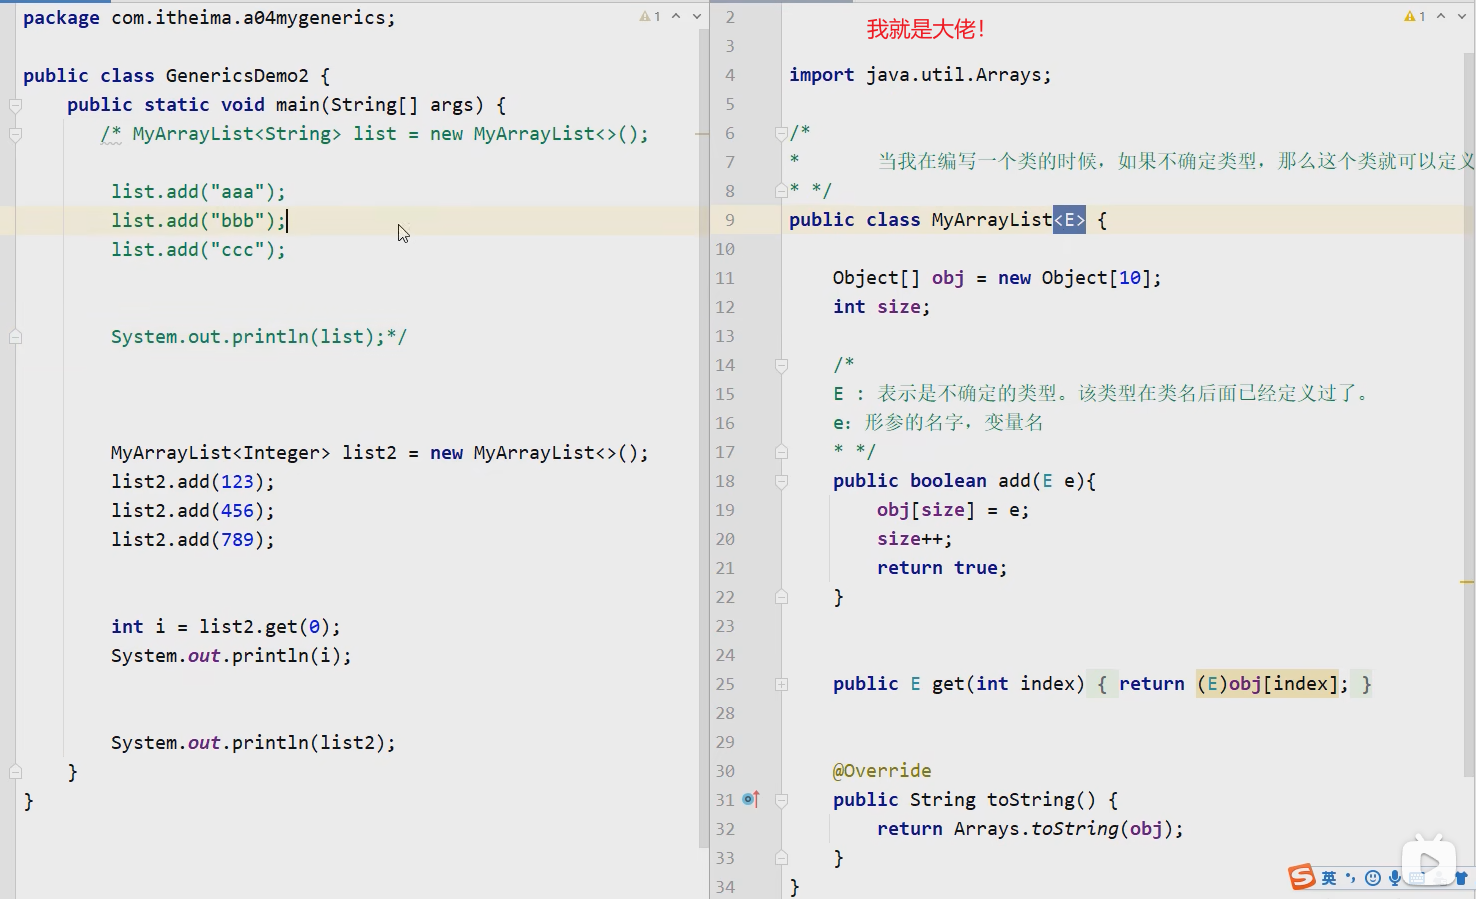 package com.itheima.a04mygenerics;
1
public class GenericsDemo2 {
public static void main(String[] args) {
/* MyArrayList<String> list = new MyArrayList<>();
list.add("aaa");
list.add("bbb");
list.add("ccc");
System.out.println(list);*/
MyArrayList<Integer> list2 = new MyArrayList<>();
list2.add(123);
list2.add(456);
list2.add(789);
int i = list2.get(0);
System.out.println(i);
System.out.println(list2);
}
}
2 我就是大佬!
1
3
4 import java.util.Arrays;
5
6 /*
7 * 当我在编写一个类的时候，如果不确定类型，那么这个类就可以定义
8 * */
9 public class MyArrayList<E> {
10
11 Object[] obj = new Object[10];
12 int size;
13
14 /*
15 E : 表示是不确定的类型。该类型在类名后面已经定义过了。
16 e：形参的名字，变量名
17 * */
18 public boolean add(E e){
19 obj[size] = e;
20 size++;
21 return true;
22 }
23
24
25 public E get(int index) { return (E)obj[index]; }
28
29
30 @Override
31 public String toString() {
32 return Arrays.toString(obj);
33 }
34 }
S 英